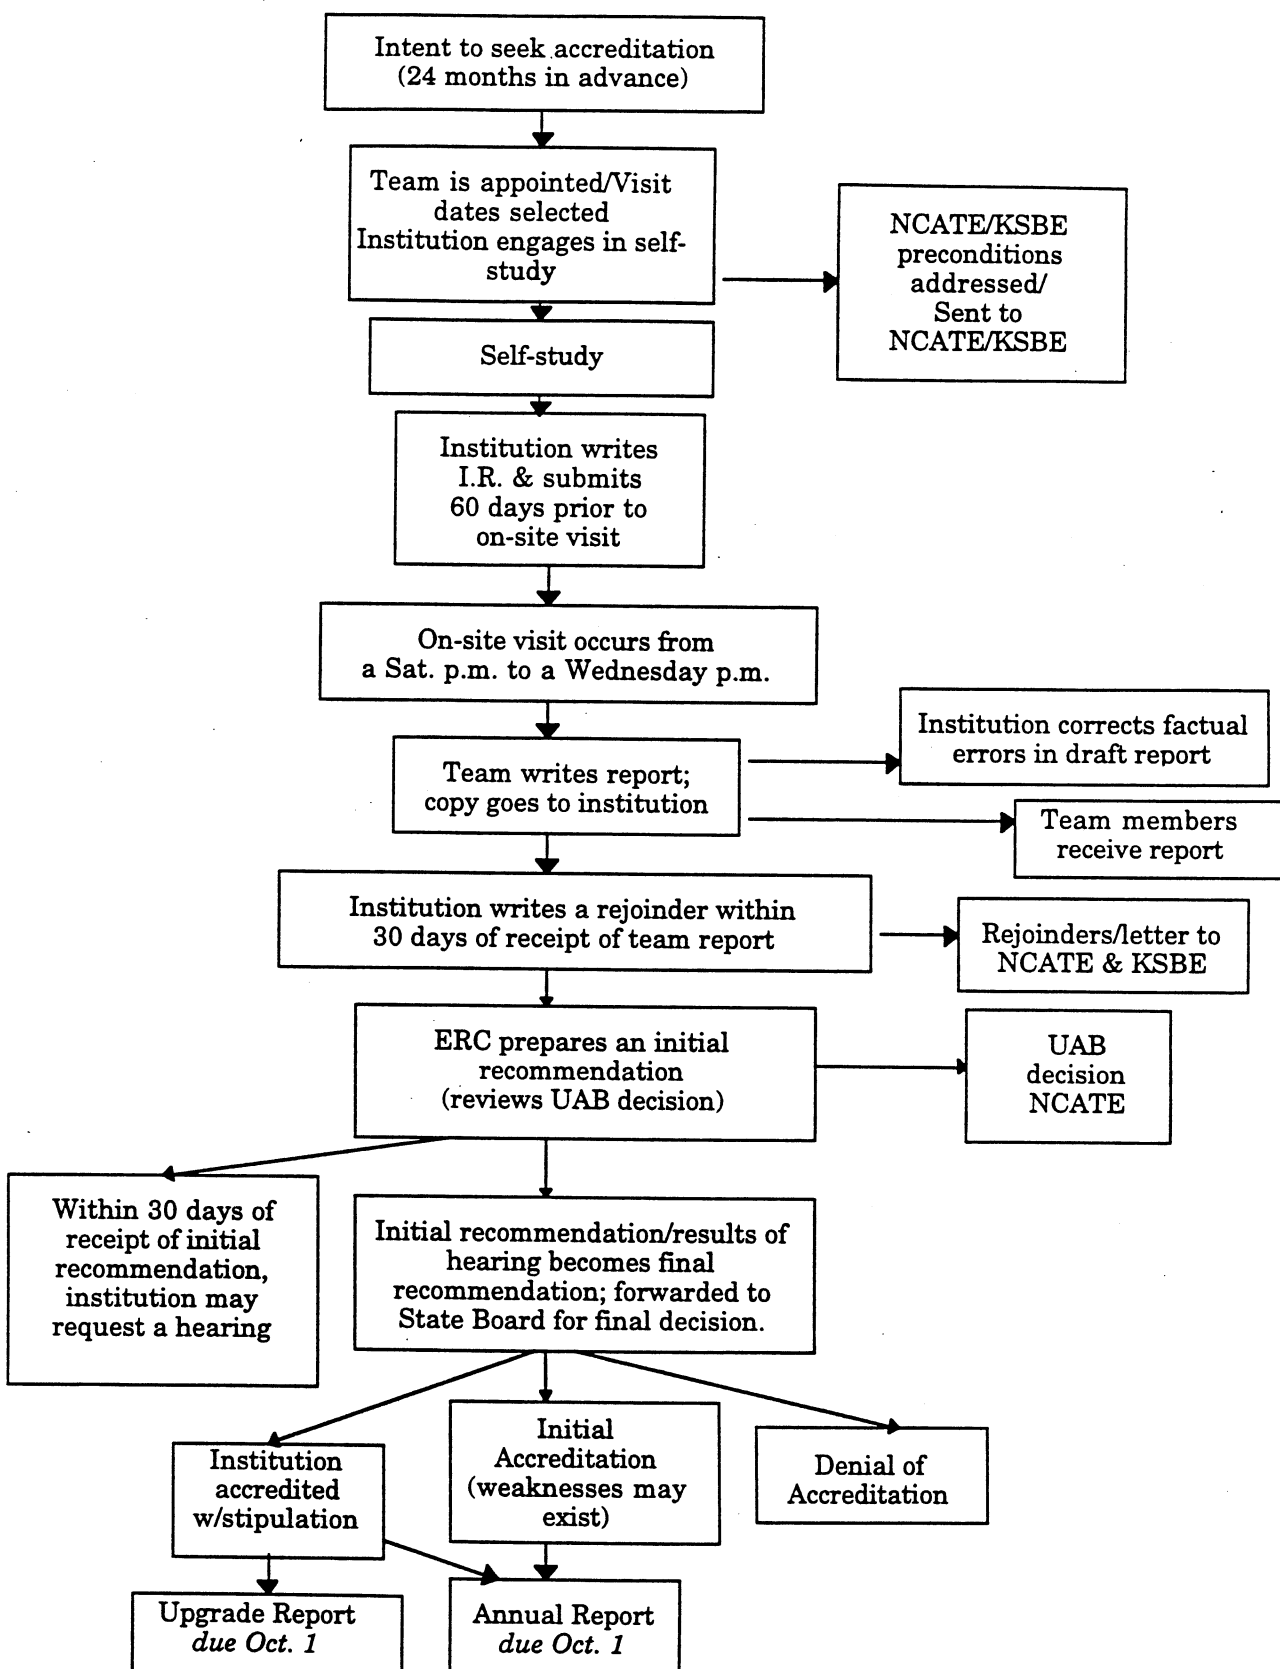 Intent to seek accreditation
(24 months in advance)
Team is appointed/Visit
dates selected
Institution engages in self-
study
NCATE/KSBE
preconditions
addressed/
Sent to
NCATE/KSBE
Self-study
Institution writes
I.R. & submits
60 days prior to
on-site visit
On-site visit occurs from
a Sat. p.m. to a Wednesday p.m.
Team writes report;
copy goes to institution
Institution corrects factual
errors in draft report
Team members
receive report
Institution writes a rejoinder within
30 days of receipt of team report
Rejoinders/letter to
NCATE & KSBE
ERC prepares an initial
recommendation
(reviews UAB decision)
UAB
decision
NCATE
Within 30 days of
receipt of initial
recommendation,
institution may
request a hearing
Initial recommendation/results of
hearing becomes final
recommendation; forwarded to
State Board for final decision.
Institution
accredited
w/stipulation
Initial
Accreditation
(weaknesses may
exist)
Denial of
Accreditation
Upgrade Report
due Oct. 1
Annual Report
due Oct. 1